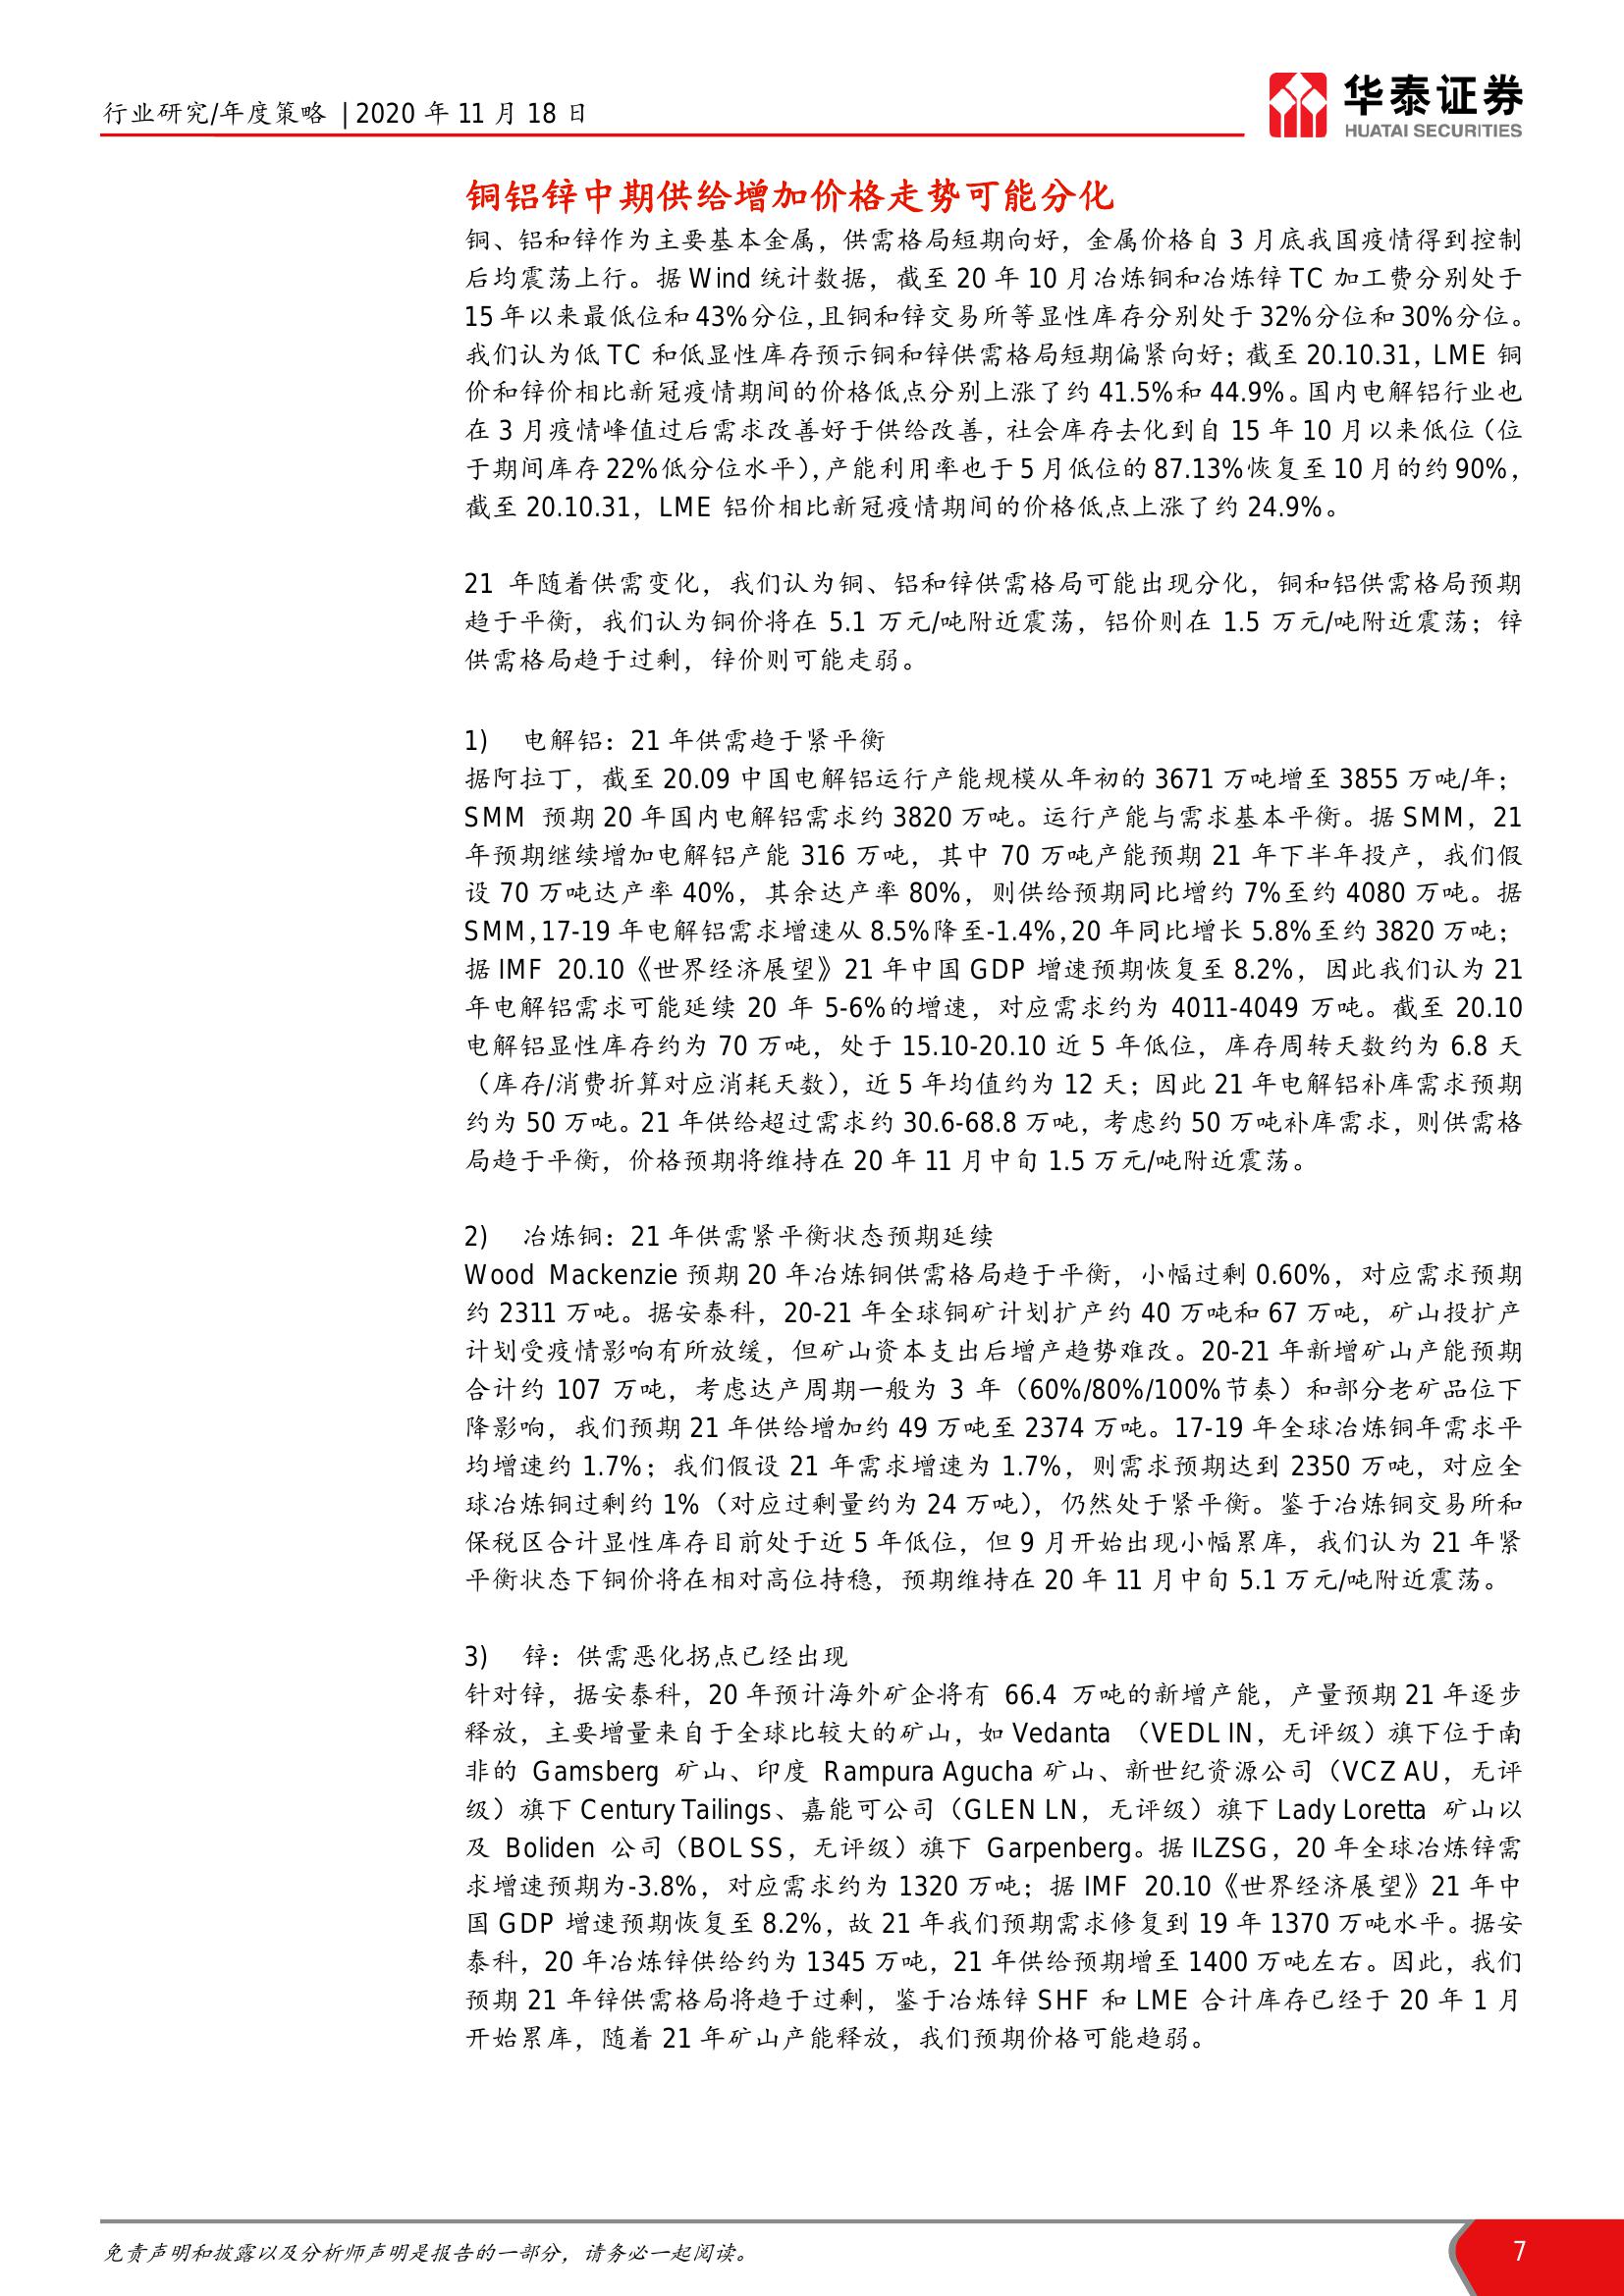 行业研究/年度策略 | 2020 年 11 月 18 日
华泰证券
HUATAI SECURITIES
铜铝锌中期供给增加价格走势可能分化
铜、铝和锌作为主要基本金属，供需格局短期向好，金属价格自 3 月底我国疫情得到控制
后均震荡上行。据 Wind 统计数据，截至 20 年 10 月冶炼铜和冶炼锌 TC 加工费分别处于
15 年以来最低位和 43%分位，且铜和锌交易所等显性库存分别处于 32%分位和 30%分位。
我们认为低 TC 和低显性库存预示铜和锌供需格局短期偏紧向好；截至 20.10.31，LME 铜
价和锌价相比新冠疫情期间的价格低点分别上涨了约 41.5%和 44.9%。国内电解铝行业也
在 3 月疫情峰值过后需求改善好于供给改善，社会库存去化到自 15 年 10 月以来低位（位
于期间库存 22%低分位水平），产能利用率也于 5 月低位的 87.13%恢复至 10 月的约 90%，
截至 20.10.31，LME 铝价相比新冠疫情期间的价格低点上涨了约 24.9%。
21 年随着供需变化，我们认为铜、铝和锌供需格局可能出现分化，铜和铝供需格局预期
趋于平衡，我们认为铜价将在 5.1 万元/吨附近震荡，铝价则在 1.5 万元/吨附近震荡；锌
供需格局趋于过剩，锌价则可能走弱。
1) 电解铝：21 年供需趋于紧平衡
据阿拉丁，截至 20.09 中国电解铝运行产能规模从年初的 3671 万吨增至 3855 万吨/年；
SMM 预期 20 年国内电解铝需求约 3820 万吨。运行产能与需求基本平衡。据 SMM，21
年预期继续增加电解铝产能 316 万吨，其中 70 万吨产能预期 21 年下半年投产，我们假
设 70 万吨达产率 40%，其余达产率 80%，则供给预期同比增约 7%至约 4080 万吨。据
SMM，17-19 年电解铝需求增速从 8.5%降至-1.4%，20 年同比增长 5.8%至约 3820 万吨；
据 IMF 20.10《世界经济展望》21 年中国 GDP 增速预期恢复至 8.2%，因此我们认为 21
年电解铝需求可能延续 20 年 5-6%的增速，对应需求约为 4011-4049 万吨。截至 20.10
电解铝显性库存约为 70 万吨，处于 15.10-20.10 近 5 年低位，库存周转天数约为 6.8 天
（库存/消费折算对应消耗天数），近 5 年均值约为 12 天；因此 21 年电解铝补库需求预期
约为 50 万吨。21 年供给超过需求约 30.6-68.8 万吨，考虑约 50 万吨补库需求，则供需格
局趋于平衡，价格预期将维持在 20 年 11 月中旬 1.5 万元/吨附近震荡。
2) 冶炼铜：21 年供需紧平衡状态预期延续
Wood Mackenzie 预期 20 年冶炼铜供需格局趋于平衡，小幅过剩 0.60%，对应需求预期
约 2311 万吨。据安泰科，20-21 年全球铜矿计划扩产约 40 万吨和 67 万吨，矿山投扩产
计划受疫情影响有所放缓，但矿山资本支出后增产趋势难改。20-21 年新增矿山产能预期
合计约 107 万吨，考虑达产周期一般为 3 年（60%/80%/100%节奏）和部分老矿品位下
降影响，我们预期 21 年供给增加约 49 万吨至 2374 万吨。17-19 年全球冶炼铜年需求平
均增速约 1.7%；我们假设 21 年需求增速为 1.7%，则需求预期达到 2350 万吨，对应全
球冶炼铜过剩约 1%（对应过剩量约为 24 万吨），仍然处于紧平衡。鉴于冶炼铜交易所和
保税区合计显性库存目前处于近 5 年低位，但 9 月开始出现小幅累库，我们认为 21 年紧
平衡状态下铜价将在相对高位持稳，预期维持在 20 年 11 月中旬 5.1 万元/吨附近震荡。
3) 锌：供需恶化拐点已经出现
针对锌，据安泰科，20 年预计海外矿企将有 66.4 万吨的新增产能，产量预期 21 年逐步
释放，主要增量来自于全球比较大的矿山，如 Vedanta （VEDL IN，无评级）旗下位于南
非的 Gamsberg 矿山、印度 Rampura Agucha 矿山、新世纪资源公司（VCZ AU，无评
级）旗下 Century Tailings、嘉能可公司（GLEN LN，无评级）旗下 Lady Loretta 矿山以
及 Boliden 公司（BOL SS，无评级）旗下 Garpenberg。据 ILZSG，20 年全球冶炼锌需
求增速预期为-3.8%，对应需求约为 1320 万吨；据 IMF 20.10《世界经济展望》21 年中
国 GDP 增速预期恢复至 8.2%，故 21 年我们预期需求修复到 19 年 1370 万吨水平。据安
泰科，20 年冶炼锌供给约为 1345 万吨，21 年供给预期增至 1400 万吨左右。因此，我们
预期 21 年锌供需格局将趋于过剩，鉴于冶炼锌 SHF 和 LME 合计库存已经于 20 年 1 月
开始累库，随着 21 年矿山产能释放，我们预期价格可能趋弱。
免责声明和披露以及分析师声明是报告的一部分，请务必一起阅读。
7